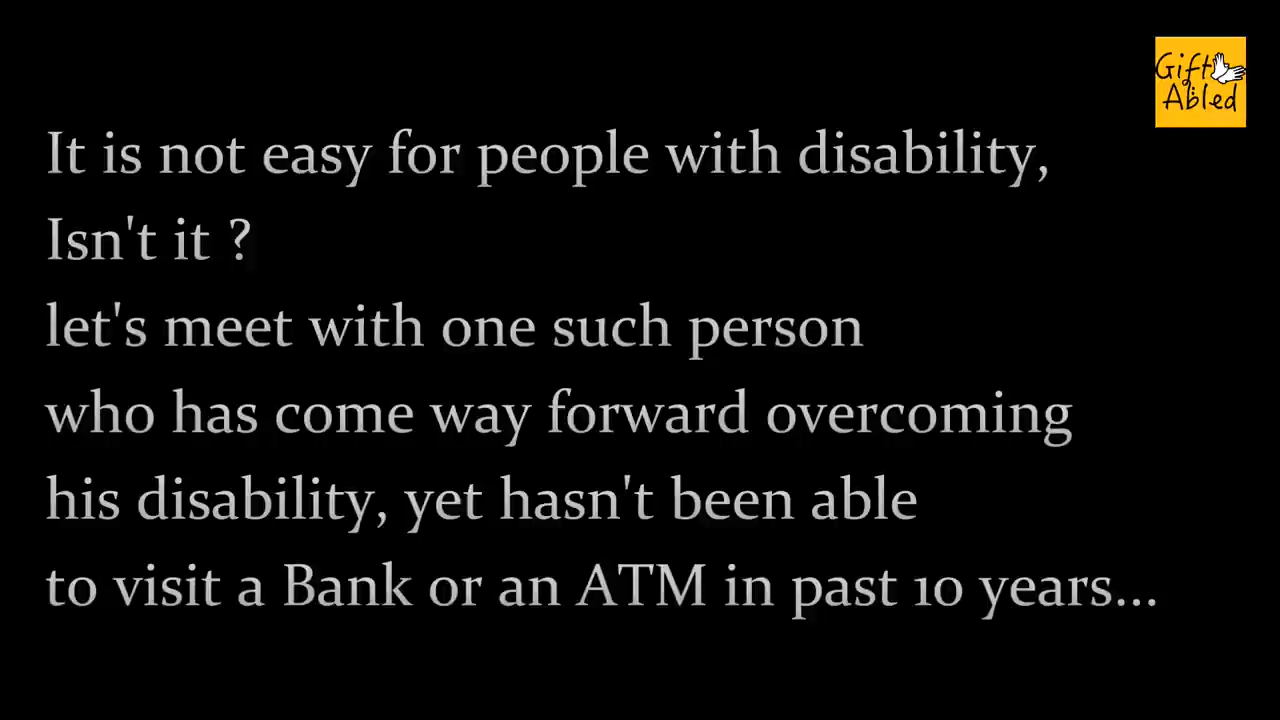 Gift
Abled
It is not easy for people with disability,
Isn't it ?
let's meet with one such person
who has come way forward overcoming
his disability, yet hasn't been able
to visit a Bank or an ATM in past 10 years...